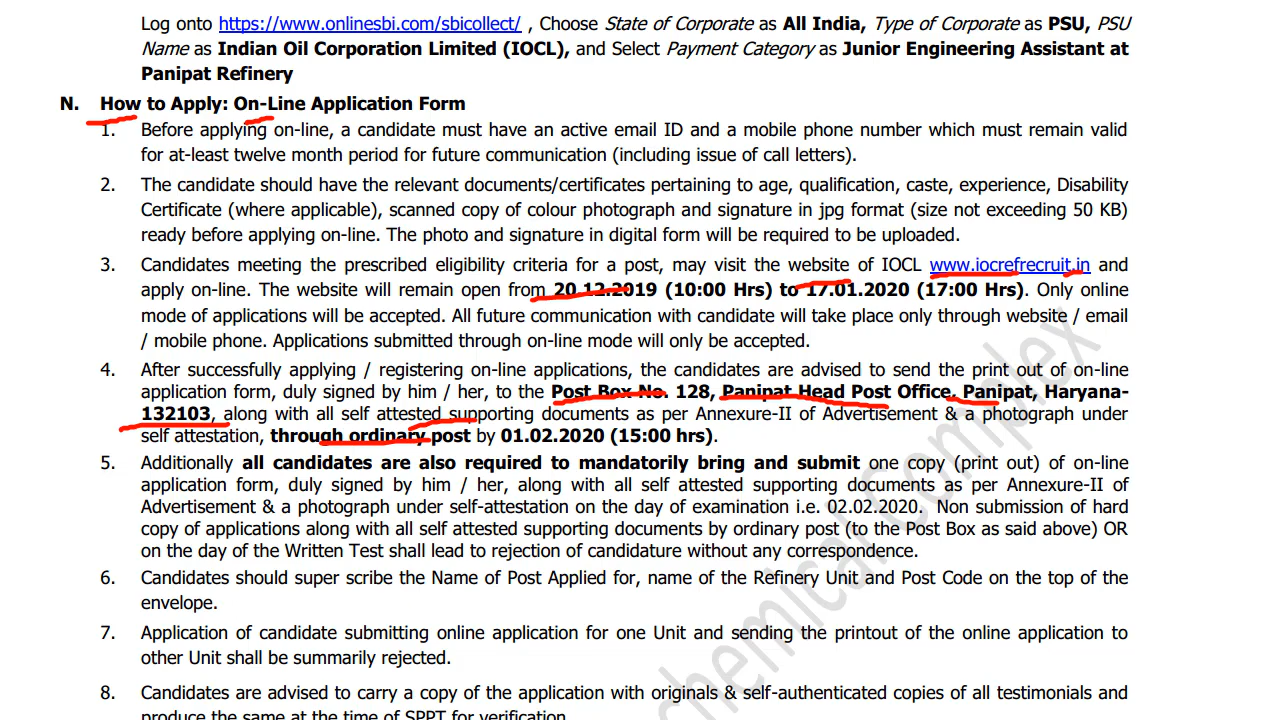 Log onto https://www.onlinesbi.com/sbicollect/ , Choose State of Corporate as All India, Type of Corporate as PSU, PSU
Name as Indian Oil Corporation Limited (IOCL), and Select Payment Category as Junior Engineering Assistant at
Panipat Refinery
N. How to Apply: On-Line Application Form
1. Before applying on-line, a candidate must have an active email ID and a mobile phone number which must remain valid
for at-least twelve month period for future communication (including issue of call letters).
2. The candidate should have the relevant documents/certificates pertaining to age, qualification, caste, experience, Disability
Certificate (where applicable), scanned copy of colour photograph and signature in jpg format (size not exceeding 50 KB)
ready before applying on-line. The photo and signature in digital form will be required to be uploaded.
3. Candidates meeting the prescribed eligibility criteria for a post, may visit the website of IOCL www.iocrefrecruit.in and
apply on-line. The website will remain open from 20.12.2019 (10:00 Hrs) to 17.01.2020 (17:00 Hrs). Only online
mode of applications will be accepted. All future communication with candidate will take place only through website / email
/ mobile phone. Applications submitted through on-line mode will only be accepted.
4. After successfully applying / registering on-line applications, the candidates are advised to send the print out of on-line
application form, duly signed by him / her, to the Post Box No. 128, Panipat Head Post Office, Panipat, Haryana-
132103, along with all self attested supporting documents as per Annexure-II of Advertisement & a photograph under
self attestation, through ordinary post by 01.02.2020 (15:00 hrs).
5. Additionally all candidates are also required to mandatorily bring and submit one copy (print out) of on-line
application form, duly signed by him / her, along with all self attested supporting documents as per Annexure-II of
Advertisement & a photograph under self-attestation on the day of examination i.e. 02.02.2020. Non submission of hard
copy of applications along with all self attested supporting documents by ordinary post (to the Post Box as said above) OR
on the day of the Written Test shall lead to rejection of candidature without any correspondence.
6. Candidates should super scribe the Name of Post Applied for, name of the Refinery Unit and Post Code on the top of the
envelope.
7. Application of candidate submitting online application for one Unit and sending the printout of the online application to
other Unit shall be summarily rejected.
8. Candidates are advised to carry a copy of the application with originals & self-authenticated copies of all testimonials and
produce the same at the time of SPPT for verification.
chemical Complex